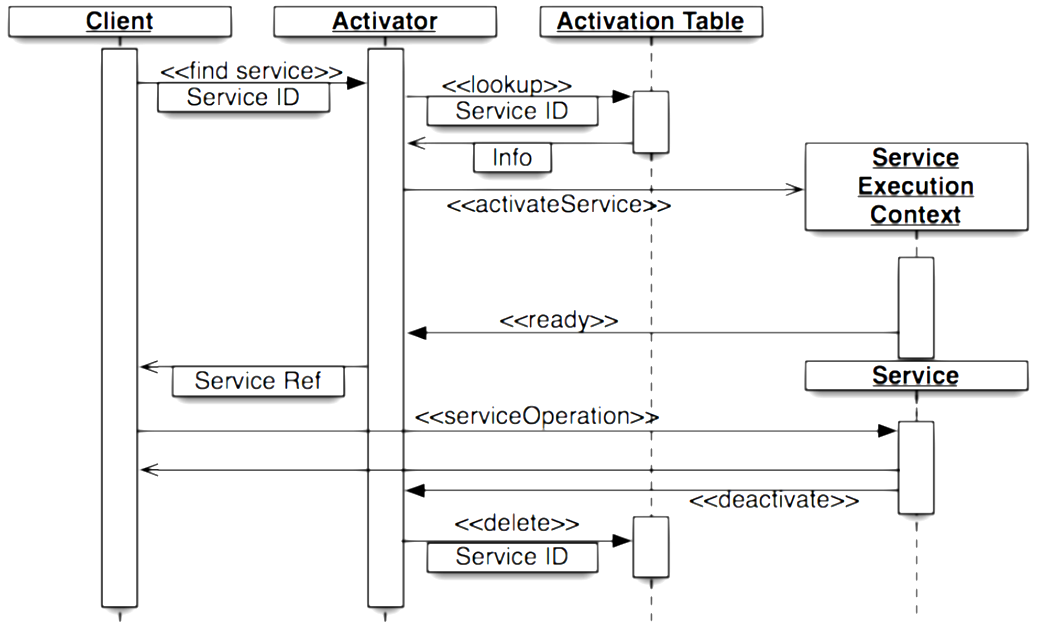 Client
Activator
Activation Table
<<find service>>
Service ID
<<lookup>>
Service ID
Info
Service
Execution
Context
<<activateService>>
<<ready>>
Service Ref
Service
<<serviceOperation>>
<<deactivate>>
<<delete>>
Service ID